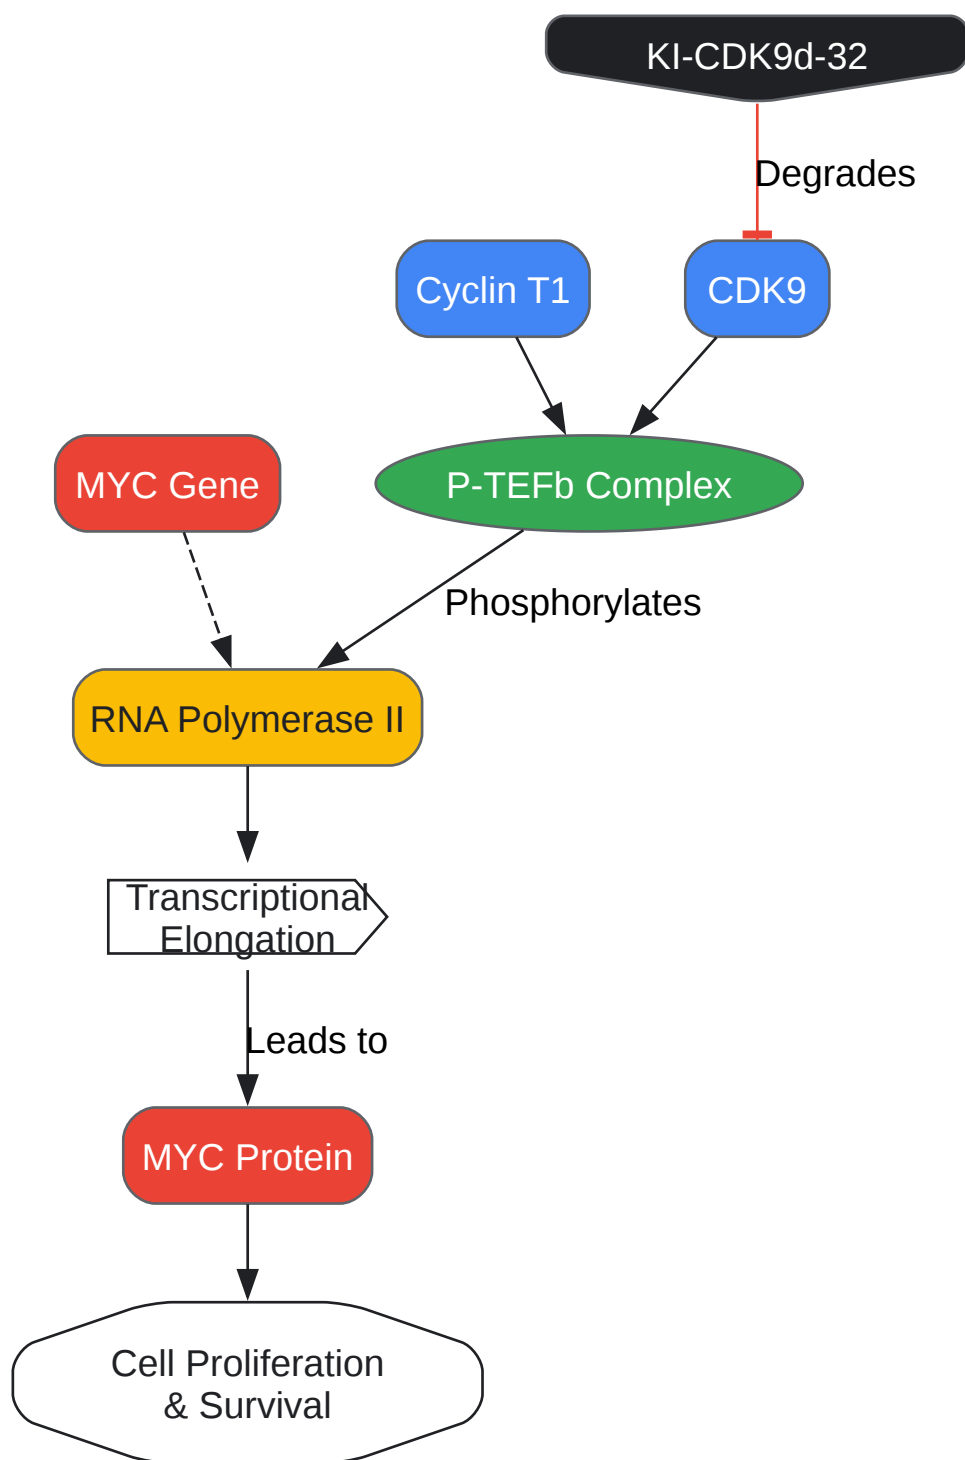 KI-CDK9d-32
Degrades
Cyclin T1
CDK9
MYC Gene
P-TEFb Complex
Phosphorylates
RNA Polymerase II
Transcriptional
Elongation
Leads to
MYC Protein
Cell Proliferation
& Survival